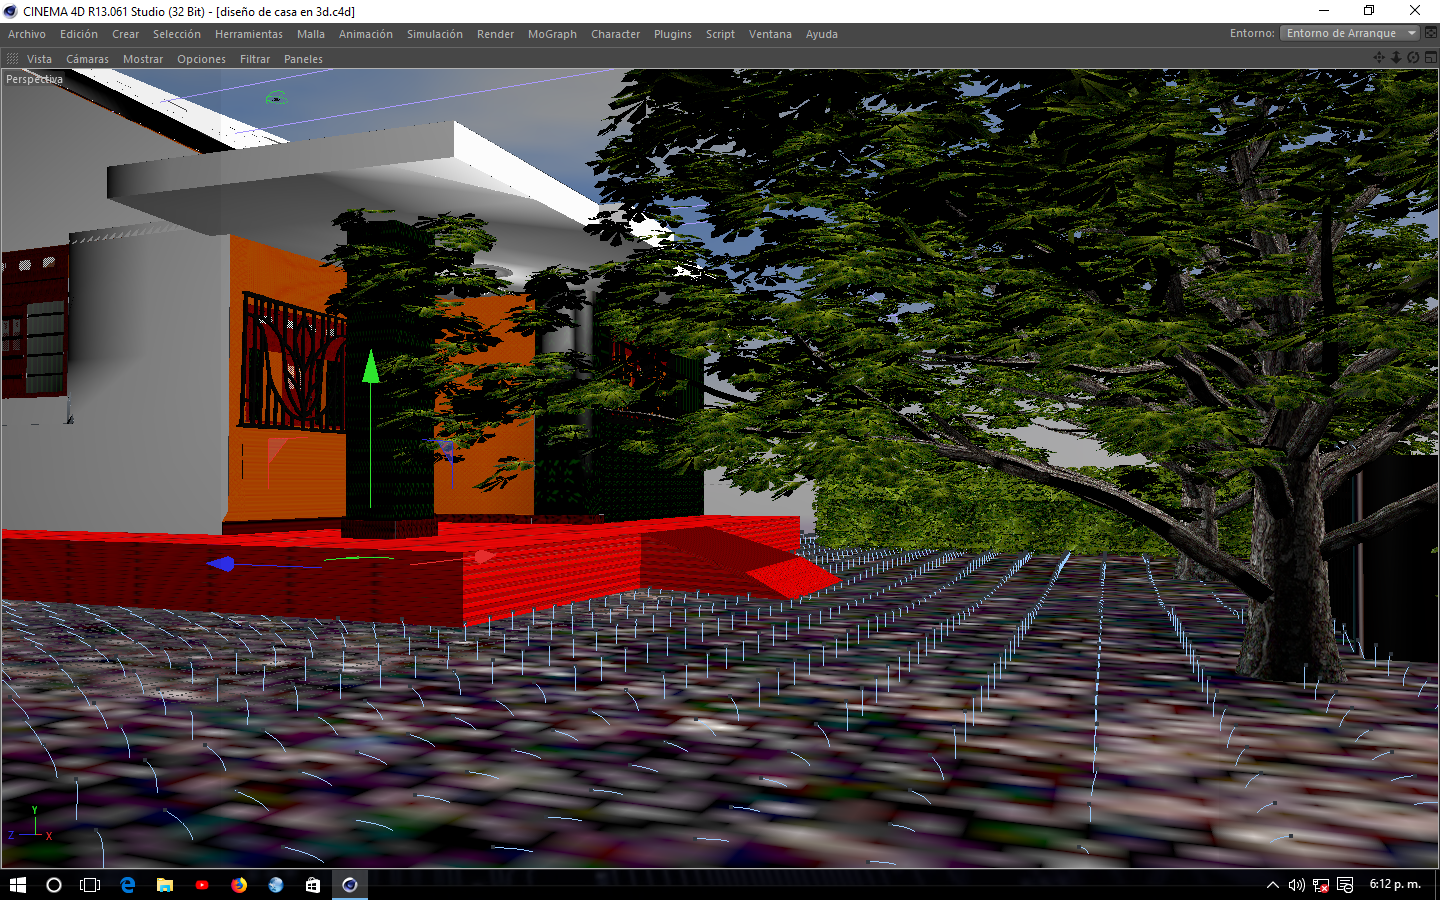 CINEMA 4D R13.061 Studio (32 Bit) - [diseño de casa en 3d.c4d]
Archivo Edición Crear Selección Herramientas Malla Animación Simulación Render MoGraph Character Plugins Script Ventana Ayuda Entorno: Entorno de Arranque
Vista Cámaras Mostrar Opciones Filtrar Paneles
Perspectiva
Y
Z X
6:12 p. m.